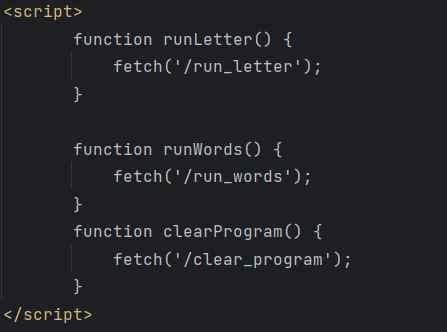 <script>
function runLetter() {
fetch('/run_letter');
}
function runWords() {
fetch('/run_words');
}
function clearProgram() {
fetch('/clear_program');
}
</script>